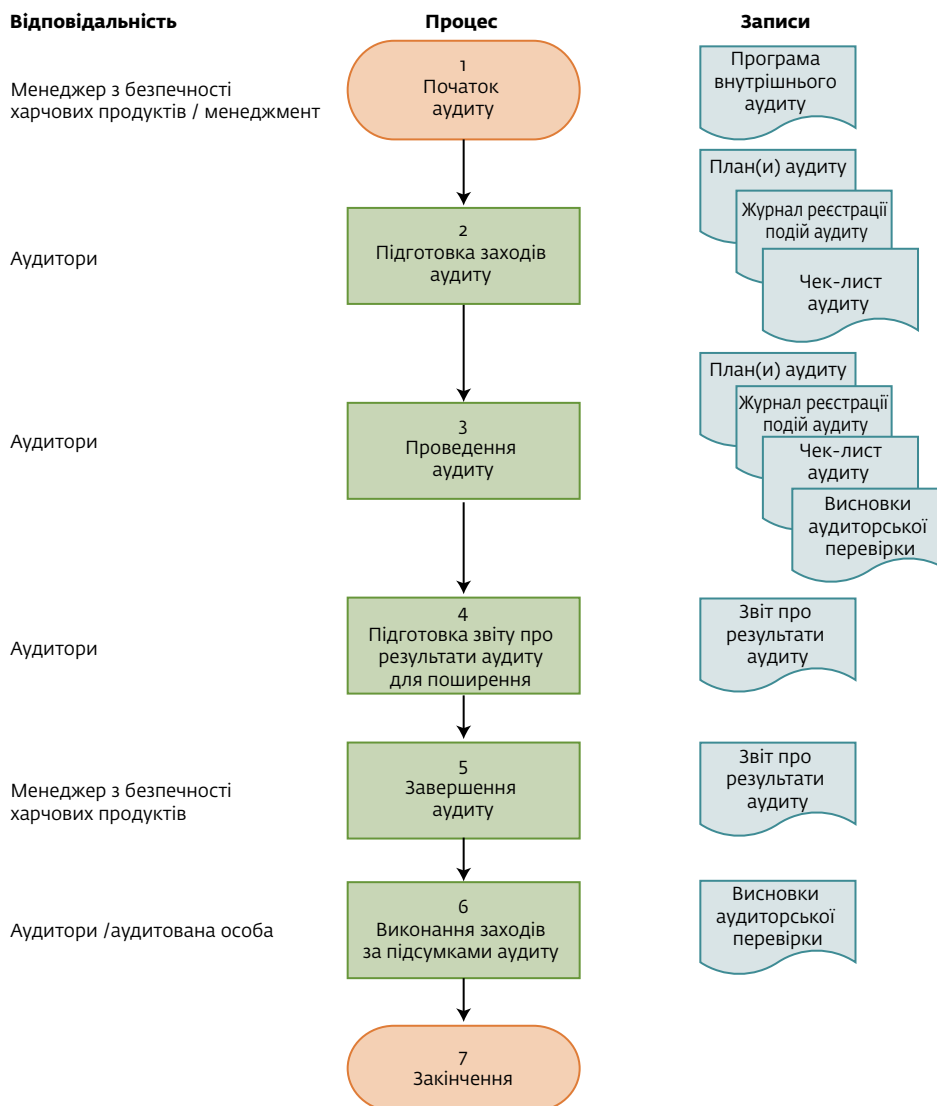 Відповідальність
Процес
Записи
Менеджер з безпечності
харчових продуктів / менеджмент
1
Початок
аудиту
Програма
внутрішнього
аудиту
Аудитори
2
Підготовка заходів
аудиту
План(и) аудиту
Журнал реєстрації
подій аудиту
Чек-лист
аудиту
Аудитори
3
Проведення
аудиту
План(и) аудиту
Журнал реєстрації
подій аудиту
Чек-лист
аудиту
Висновки
аудиторської
перевірки
Аудитори
4
Підготовка звіту про
результати аудиту
для поширення
Звіт про
результати
аудиту
Менеджер з безпечності
харчових продуктів
5
Завершення
аудиту
Звіт про
результати
аудиту
Аудитори /аудитована особа
6
Виконання заходів
за підсумками аудиту
Висновки
аудиторської
перевірки
7
Закінчення